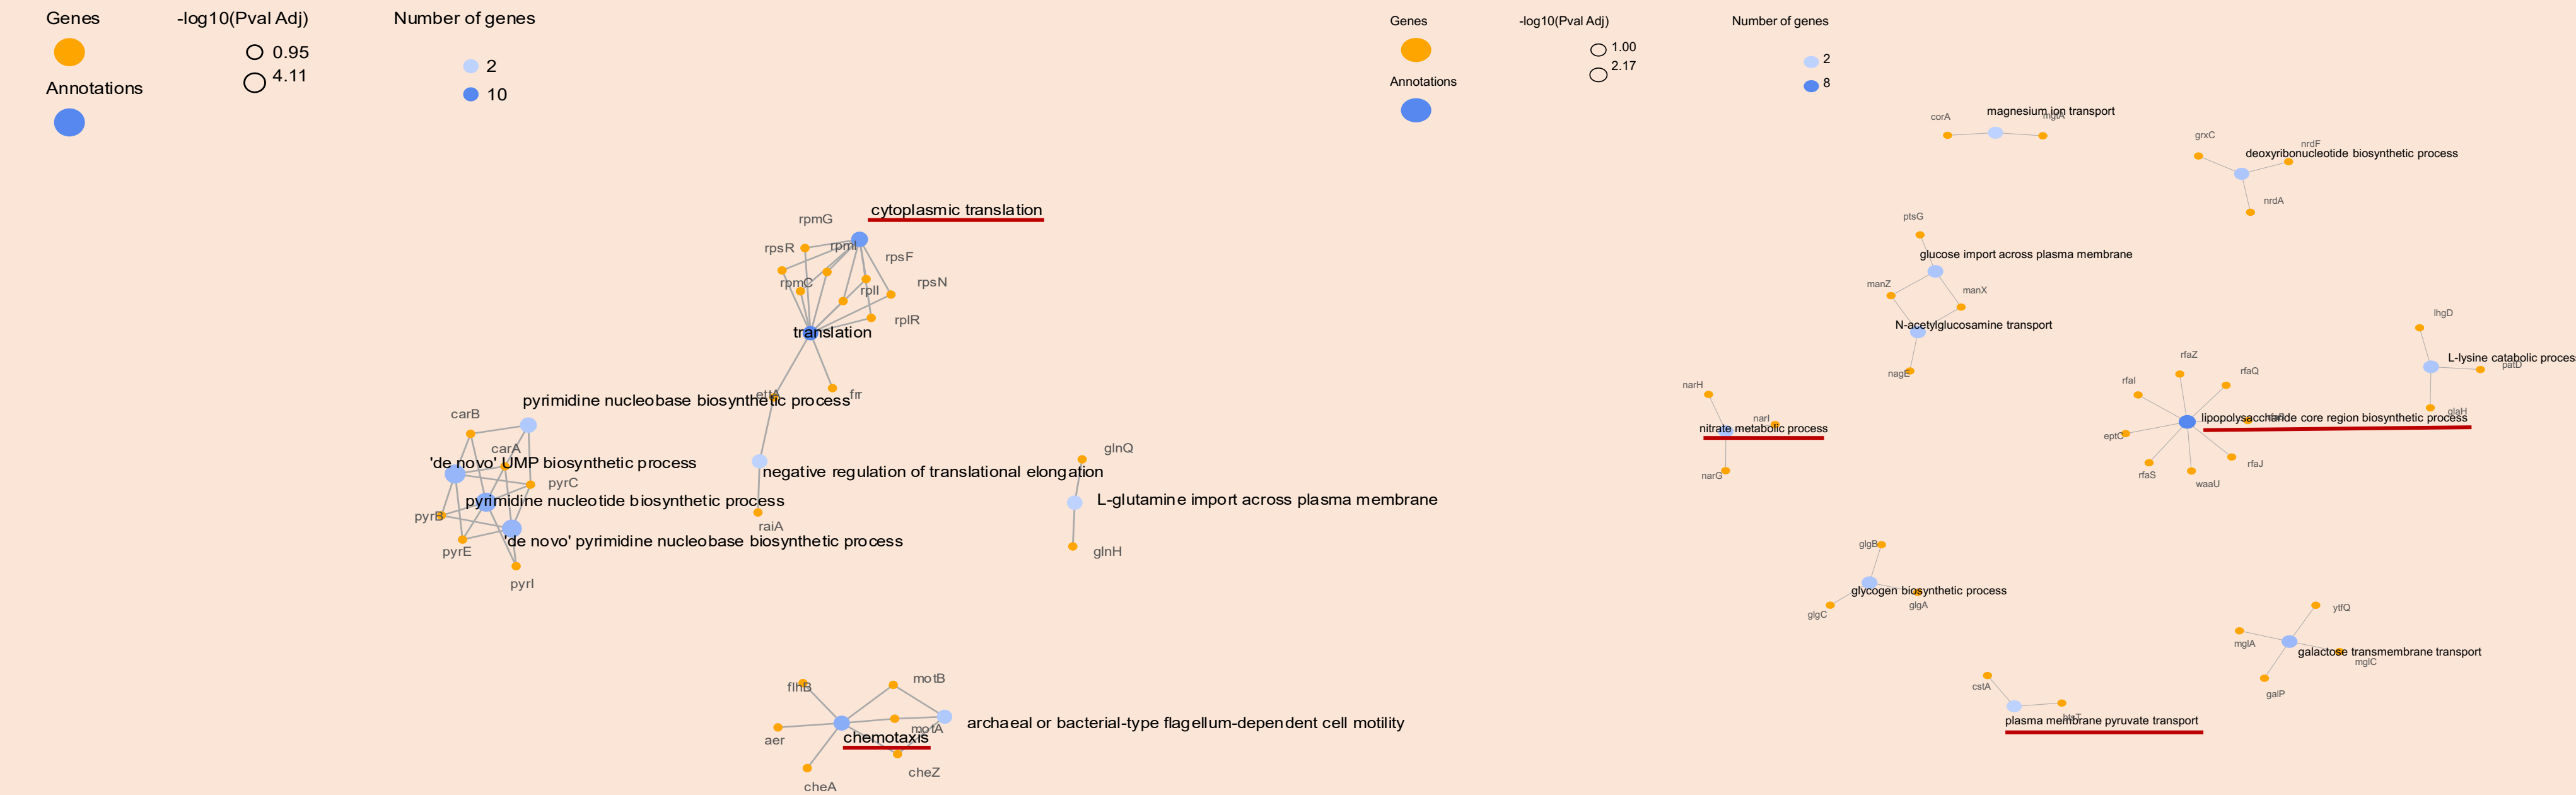 Genes
-log10(Pval Adj)
Number of genes
0.95
4.11
2
10
Annotations
cytoplasmic translation
rpmG
rpsR
rpmI
rpsF
rpmC
rplI
rpsN
rplR
translation
ettA
frr
pyrimidine nucleobase biosynthetic process
carB
carA
'de novo' UMP biosynthetic process
pyrC
pyrimidine nucleotide biosynthetic process
pyrB
'de novo' pyrimidine nucleobase biosynthetic process
pyrE
pyrI
negative regulation of translational elongation
raiA
glnQ
L-glutamine import across plasma membrane
glnH
flhB
motB
archaeal or bacterial-type flagellum-dependent cell motility
motA
chemotaxis
aer
cheZ
cheA
Genes
-log10(Pval Adj)
Number of genes
1.00
2.17
2
8
Annotations
magnesium ion transport
corA
mgtA
grxC
nrdF
deoxyribonucleotide biosynthetic process
nrdA
ptsG
glucose import across plasma membrane
manZ
manX
N-acetylglucosamine transport
nagE
lhgD
L-lysine catabolic process
patD
glaH
rfaZ
rfaI
rfaQ
lipopolysaccharide core region biosynthetic process
eptC
rfaJ
rfaS
waaU
narH
narI
nitrate metabolic process
narG
glgB
glycogen biosynthetic process
glgC
glgA
ytfQ
mglA
galactose transmembrane transport
mglC
galP
cstA
btsT
plasma membrane pyruvate transport